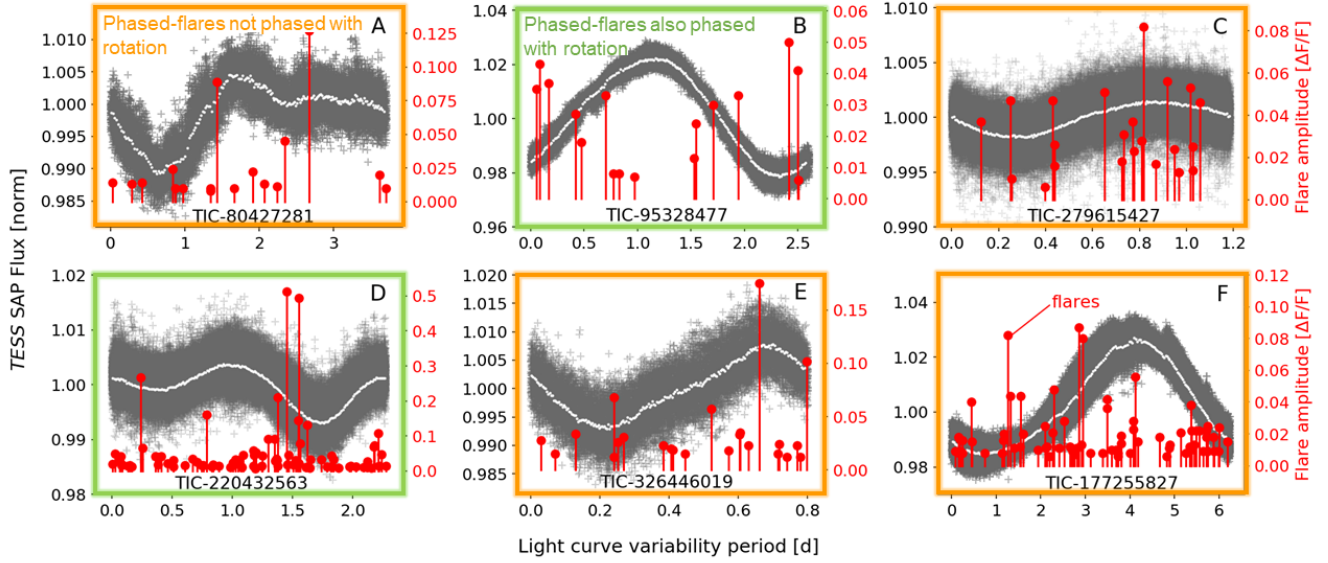 Phased-flares not phased with
rotation
A
1.010
1.005
1.000
0.995
0.990
0.985
0.125
0.100
0.075
0.050
0.025
0.000
TIC-80427281
0 1 2 3
Phased-flares also phased
with rotation
B
1.04
1.02
1.00
0.98
0.96
0.06
0.05
0.04
0.03
0.02
0.01
0.00
TIC-95328477
0.0 0.5 1.0 1.5 2.0 2.5
C
1.010
1.005
1.000
0.995
0.990
0.08
0.06
0.04
0.02
0.00
Flare amplitude [ΔF/F]
TIC-279615427
0.0 0.2 0.4 0.6 0.8 1.0 1.2
TESS SAP Flux [norm]
D
1.02
1.01
1.00
0.99
0.98
0.5
0.4
0.3
0.2
0.1
0.0
TIC-220432563
0.0 0.5 1.0 1.5 2.0
E
1.020
1.015
1.010
1.005
1.000
0.995
0.990
0.985
0.15
0.10
0.05
0.00
TIC-326446019
0.0 0.2 0.4 0.6 0.8
F
flares
1.04
1.02
1.00
0.98
0.12
0.10
0.08
0.06
0.04
0.02
0.00
Flare amplitude [ΔF/F]
TIC-177255827
0 1 2 3 4 5 6
Light curve variability period [d]